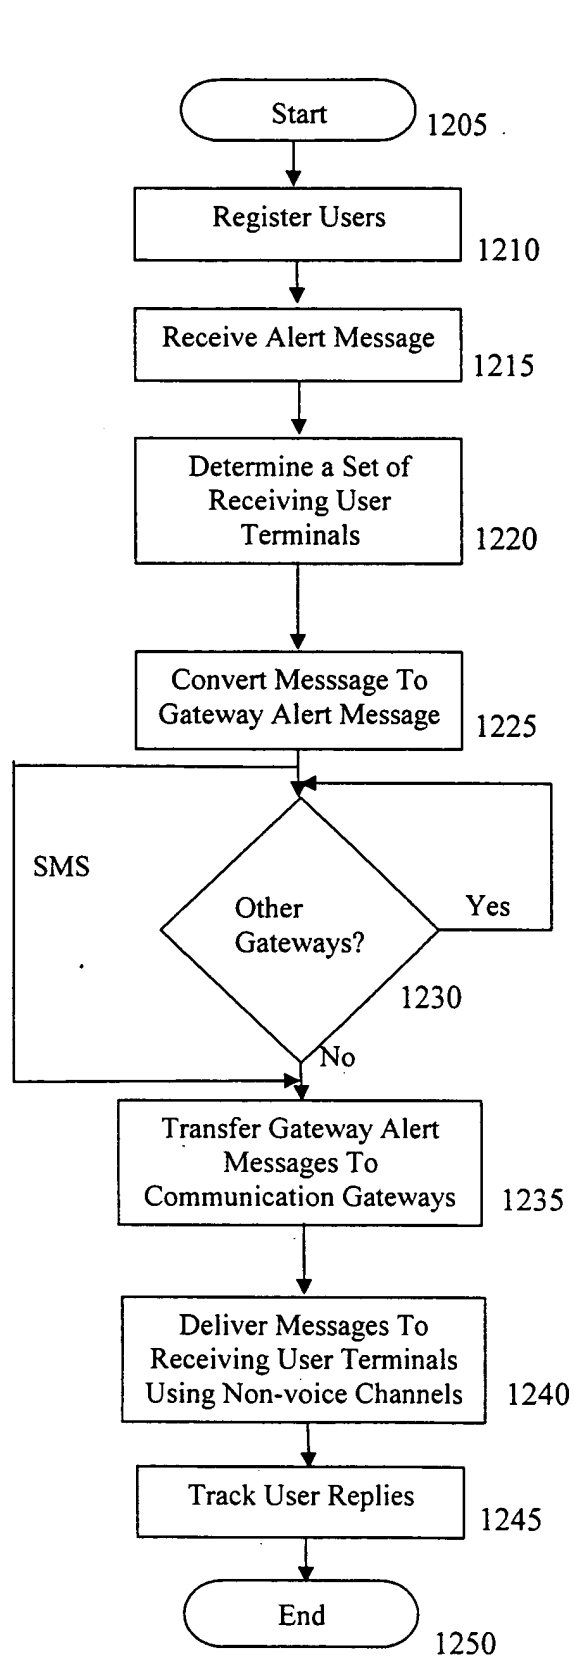 Start
1205
Register Users
1210
Receive Alert Message
1215
Determine a Set of
Receiving User
Terminals
1220
Convert Messsage To
Gateway Alert Message
1225
SMS
Other
Gateways?
Yes
1230
No
Transfer Gateway Alert
Messages To
Communication Gateways
1235
Deliver Messages To
Receiving User Terminals
Using Non-voice Channels
1240
Track User Replies
1245
End
1250